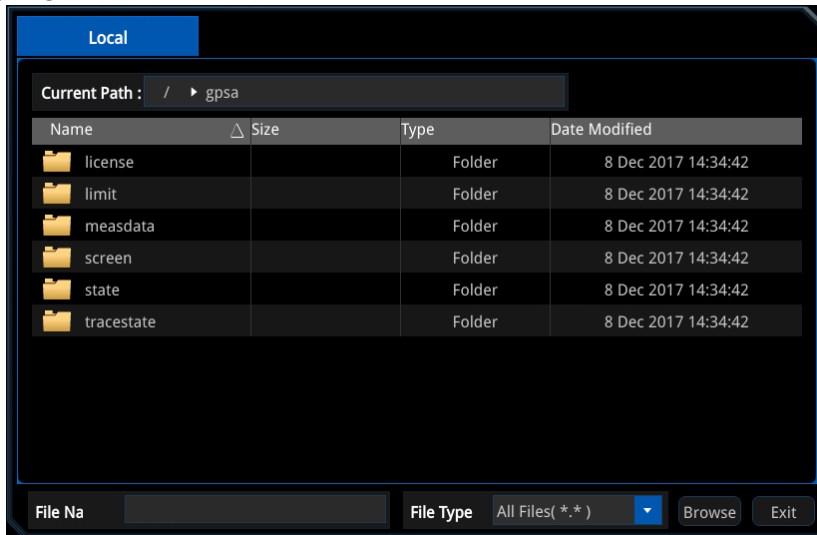 Local
Current Path : / gpsa
Name Size Type Date Modified
license Folder 8 Dec 2017 14:34:42
limit Folder 8 Dec 2017 14:34:42
measdata Folder 8 Dec 2017 14:34:42
screen Folder 8 Dec 2017 14:34:42
state Folder 8 Dec 2017 14:34:42
tracestate Folder 8 Dec 2017 14:34:42
File Na File Type All Files( *.* ) Browse Exit